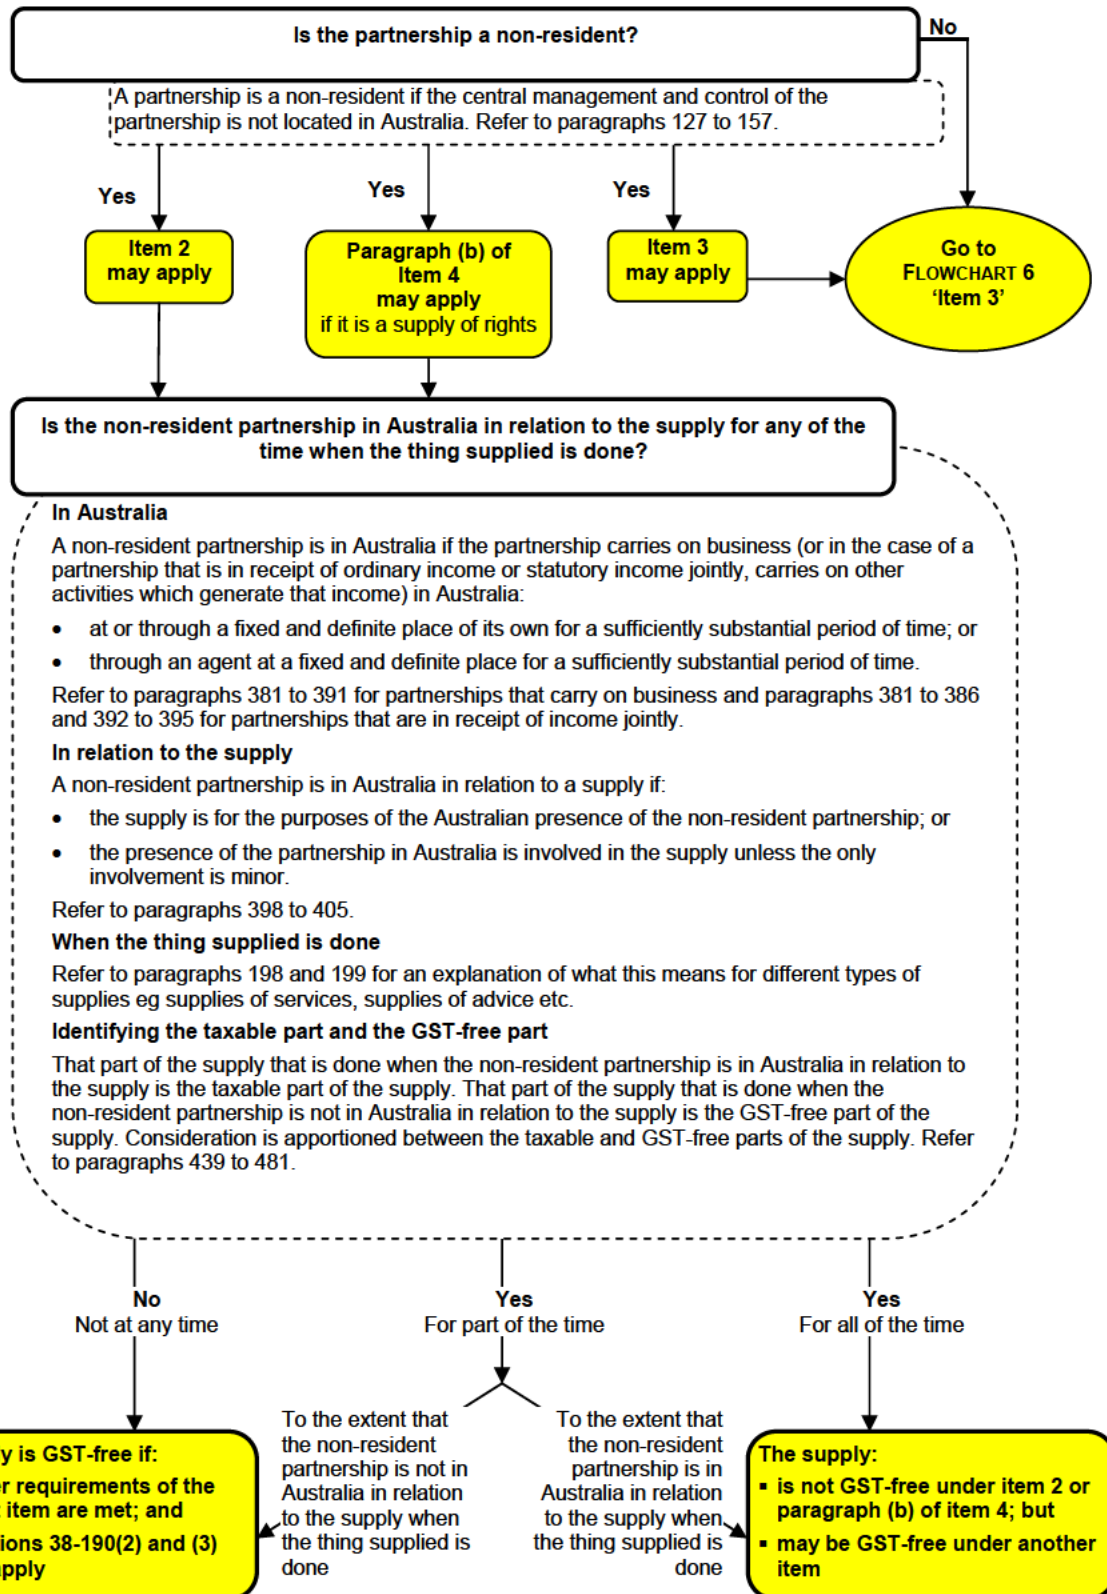 Is the partnership a non-resident?
No
A partnership is a non-resident if the central management and control of the
partnership is not located in Australia. Refer to paragraphs 127 to 157.
Yes
Yes
Yes
Item 2
may apply
Paragraph (b) of
Item 4
may apply
if it is a supply of rights
Item 3
may apply
Go to
FLOWCHART 6
‘Item 3’
Is the non-resident partnership in Australia in relation to the supply for any of the
time when the thing supplied is done?
In Australia
A non-resident partnership is in Australia if the partnership carries on business (or in the case of a
partnership that is in receipt of ordinary income or statutory income jointly, carries on other
activities which generate that income) in Australia:
• at or through a fixed and definite place of its own for a sufficiently substantial period of time; or
• through an agent at a fixed and definite place for a sufficiently substantial period of time.
Refer to paragraphs 381 to 391 for partnerships that carry on business and paragraphs 381 to 386
and 392 to 395 for partnerships that are in receipt of income jointly.
In relation to the supply
A non-resident partnership is in Australia in relation to a supply if:
• the supply is for the purposes of the Australian presence of the non-resident partnership; or
• the presence of the partnership in Australia is involved in the supply unless the only
involvement is minor.
Refer to paragraphs 398 to 405.
When the thing supplied is done
Refer to paragraphs 198 and 199 for an explanation of what this means for different types of
supplies eg supplies of services, supplies of advice etc.
Identifying the taxable part and the GST-free part
That part of the supply that is done when the non-resident partnership is in Australia in relation to
the supply is the taxable part of the supply. That part of the supply that is done when the
non-resident partnership is not in Australia in relation to the supply is the GST-free part of the
supply. Consideration is apportioned between the taxable and GST-free parts of the supply. Refer
to paragraphs 439 to 481.
No
Not at any time
Yes
For part of the time
Yes
For all of the time
y is GST-free if:
r requirements of the
t item are met; and
ions 38-190(2) and (3)
apply
To the extent that
the non-resident
partnership is not in
Australia in relation
to the supply when
the thing supplied is
done
To the extent that
the non-resident
partnership is in
Australia in relation
to the supply when
the thing supplied is
done
The supply:
▪ is not GST-free under item 2 or
paragraph (b) of item 4; but
▪ may be GST-free under another
item